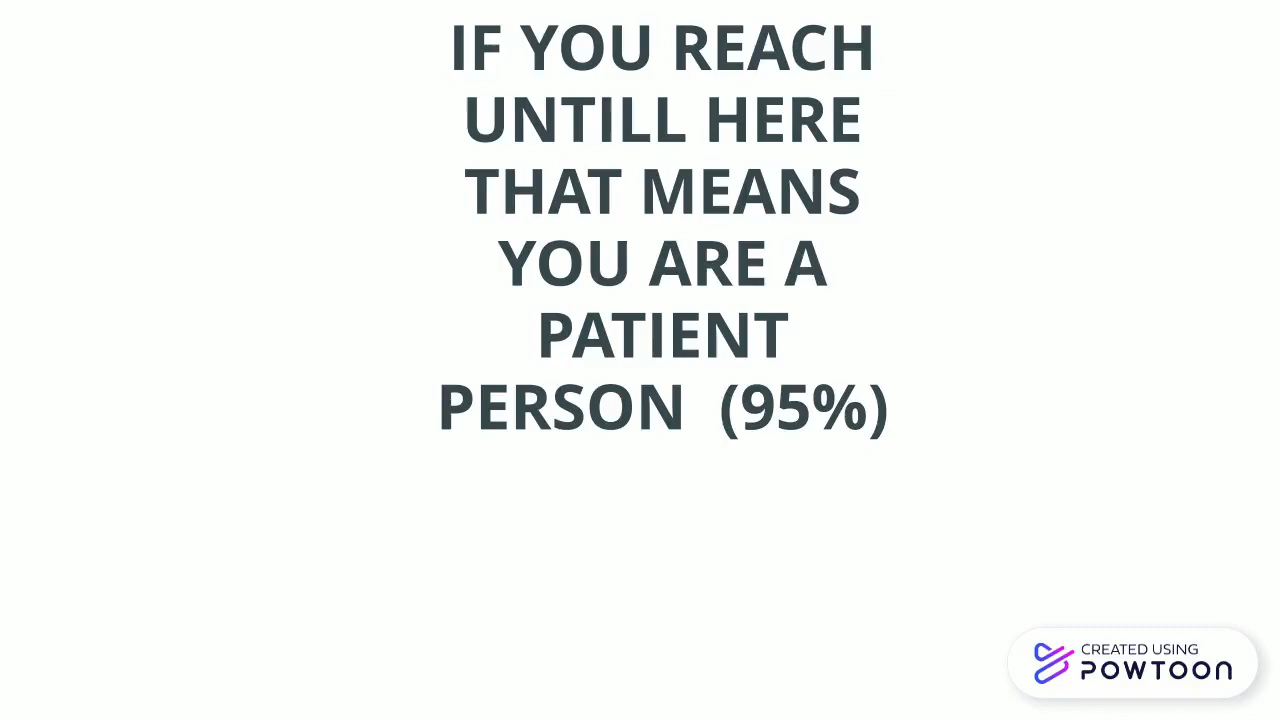 IF YOU REACH
UNTILL HERE
THAT MEANS
YOU ARE A
PATIENT
PERSON (95%)
CREATED USING
POWTOON